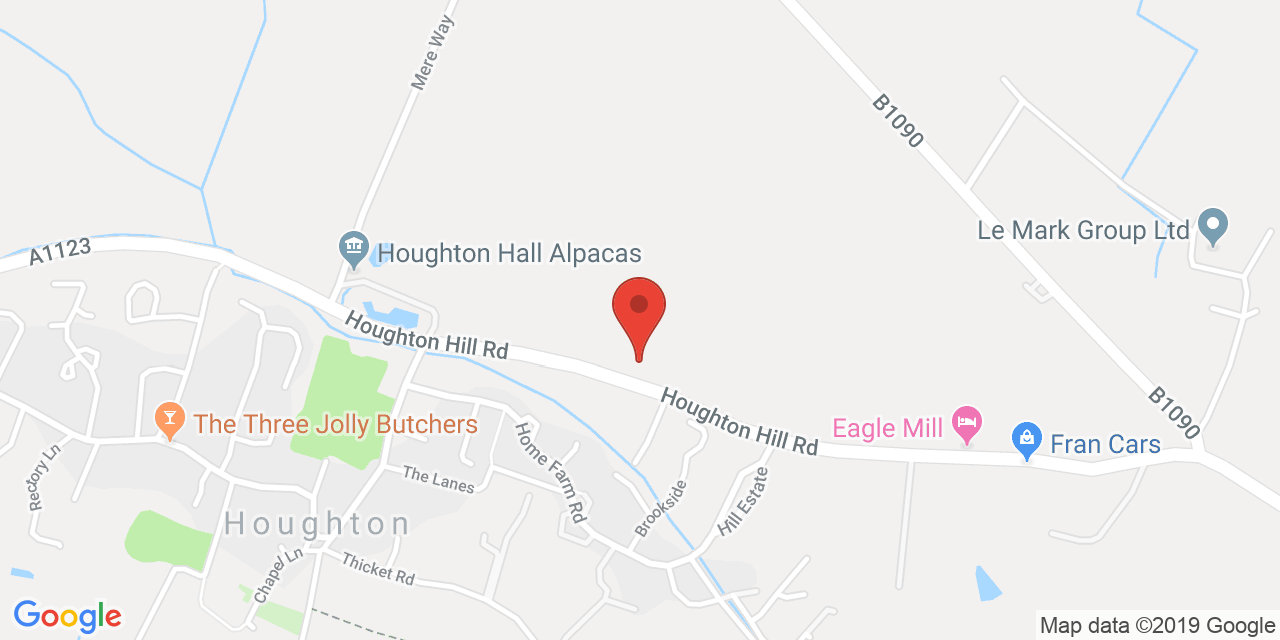 Mere Way
B1090
A1123
Houghton Hall Alpacas
Le Mark Group Ltd
Houghton Hill Rd
Houghton Hill Rd
B1090
The Three Jolly Butchers
Eagle Mill
Fran Cars
Home Farm Rd
Rectory Ln
The Lanes
Brookside
Hill Estate
Houghton
Chapel Ln
Thicket Rd
Google
Map data ©2019 Google